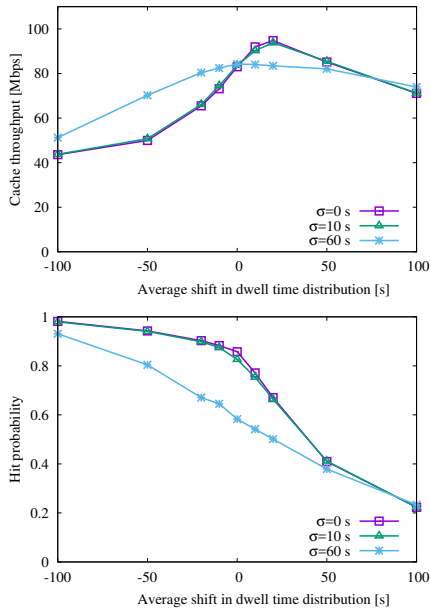 100
80
60
40
20
0
Cache throughput [Mbps]
σ=0 s
σ=10 s
σ=60 s
-100 -50 0 50 100
Average shift in dwell time distribution [s]
1
0.8
0.6
0.4
0.2
0
Hit probability
σ=0 s
σ=10 s
σ=60 s
-100 -50 0 50 100
Average shift in dwell time distribution [s]